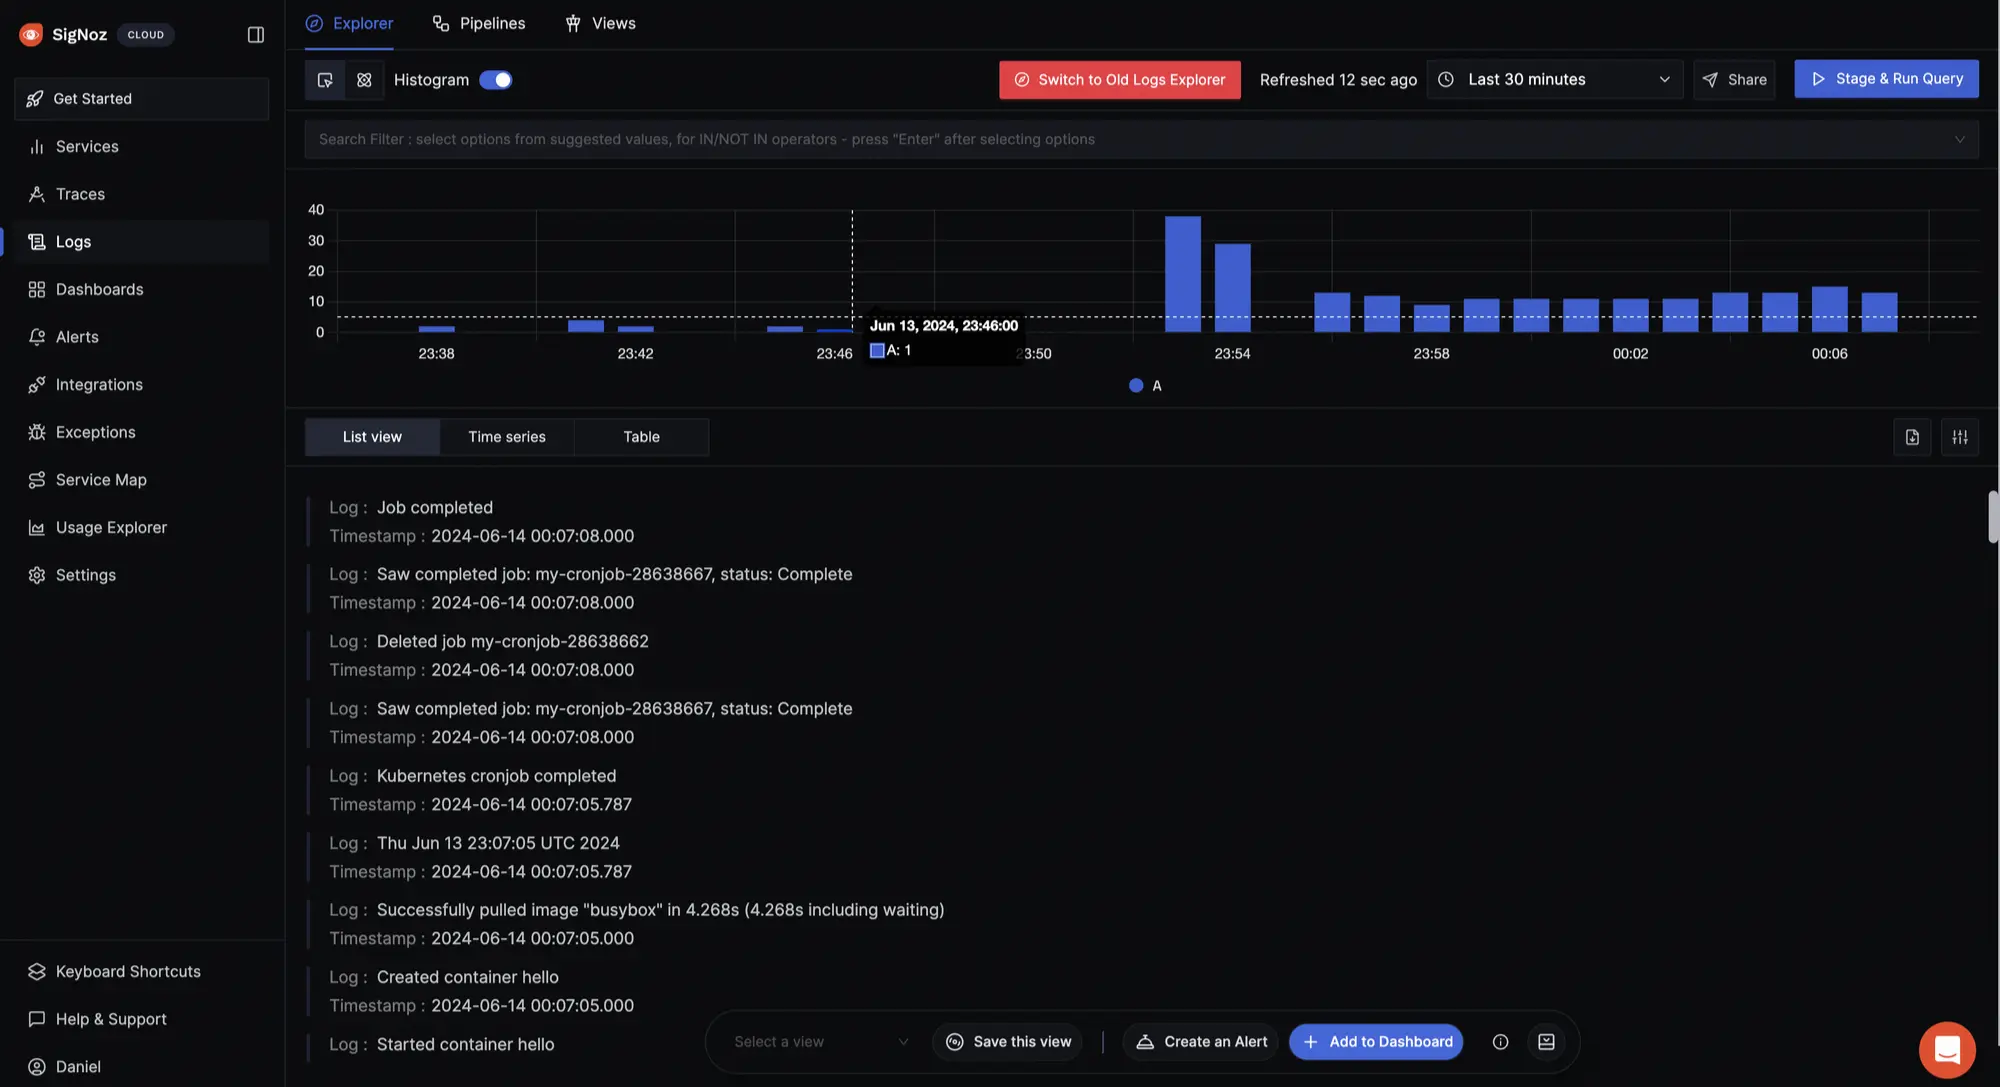 SigNoz CLOUD
Get Started
Services
Traces
Logs
Dashboards
Alerts
Integrations
Exceptions
Service Map
Usage Explorer
Settings
Keyboard Shortcuts
Help & Support
Daniel
Explorer Pipelines Views
Histogram Switch to Old Logs Explorer Refreshed 12 sec ago Last 30 minutes Share Stage & Run Query
Search Filter : select options from suggested values, for IN/NOT IN operators - press "Enter" after selecting options
40
30
20
10
0
Jun 13, 2024, 23:46:00
A: 1
23:38 23:42 23:46 23:50 23:54 23:58 00:02 00:06
A
List view Time series Table
Log : Job completed
Timestamp : 2024-06-14 00:07:08.000
Log : Saw completed job: my-cronjob-28638667, status: Complete
Timestamp : 2024-06-14 00:07:08.000
Log : Deleted job my-cronjob-28638662
Timestamp : 2024-06-14 00:07:08.000
Log : Saw completed job: my-cronjob-28638667, status: Complete
Timestamp : 2024-06-14 00:07:08.000
Log : Kubernetes cronjob completed
Timestamp : 2024-06-14 00:07:05.787
Log : Thu Jun 13 23:07:05 UTC 2024
Timestamp : 2024-06-14 00:07:05.787
Log : Successfully pulled image "busybox" in 4.268s (4.268s including waiting)
Timestamp : 2024-06-14 00:07:05.000
Log : Created container hello
Timestamp : 2024-06-14 00:07:05.000
Log : Started container hello
Select a view Save this view Create an Alert Add to Dashboard